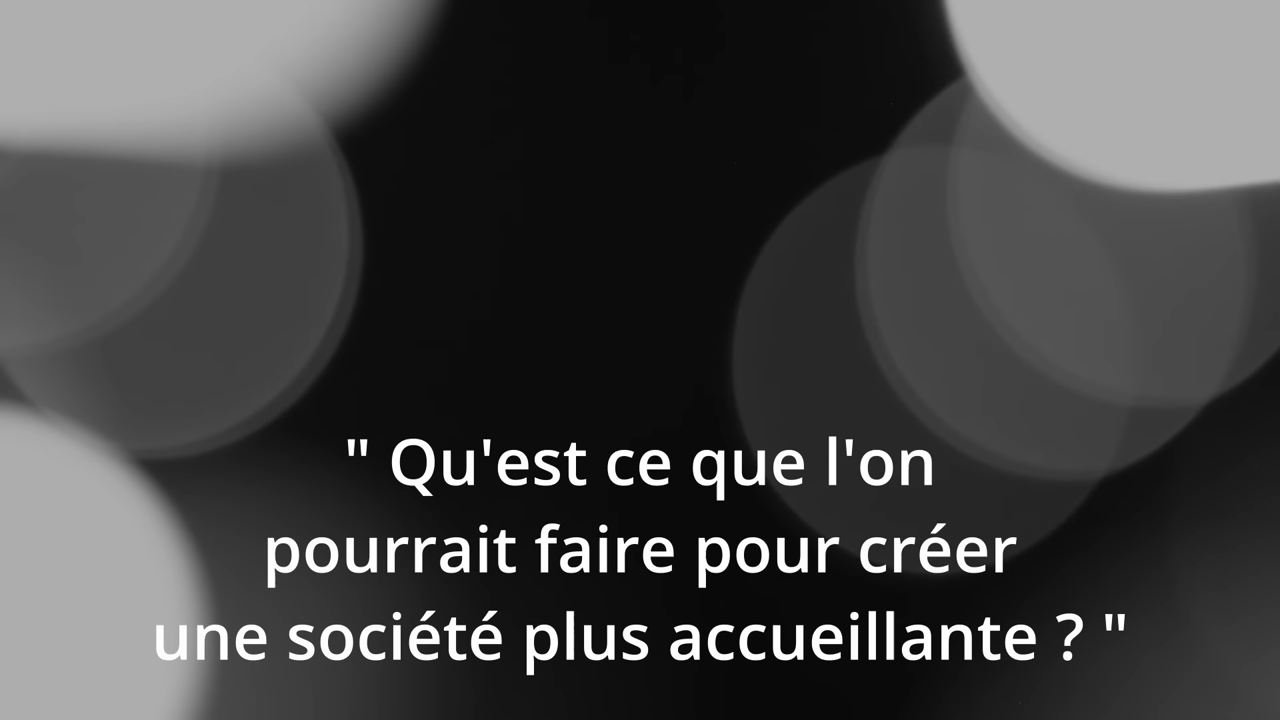 " Qu'est ce que l'on
pourrait faire pour créer
une société plus accueillante ? "